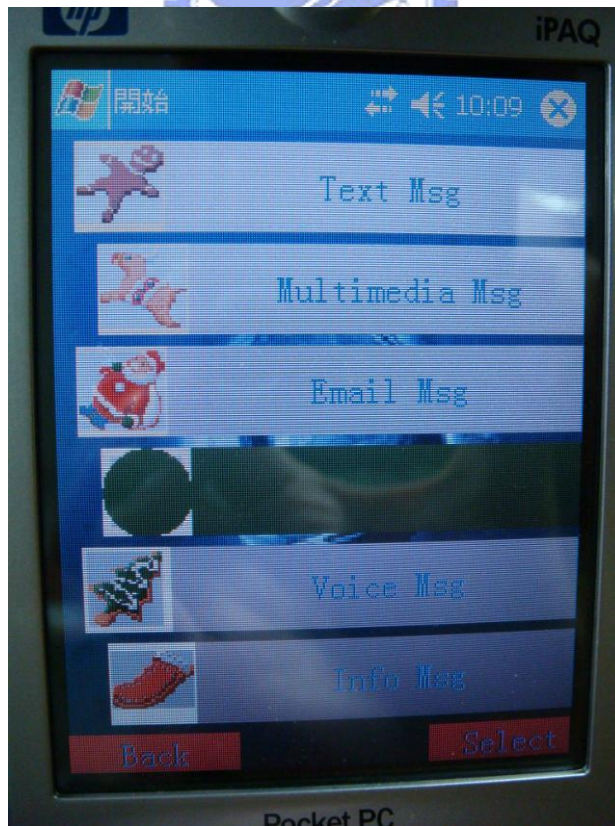 hp
iPAQ
開始 10:09
Text Msg
Multimedia Msg
Email Msg
Voice Msg
Info Msg
Back Select
Pocket PC